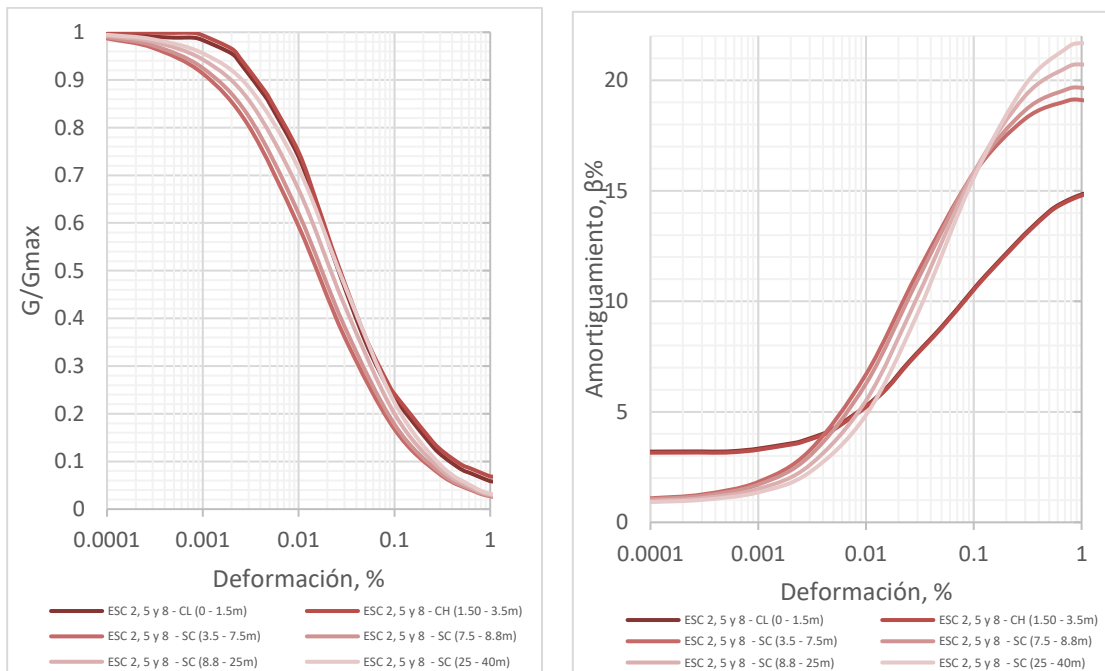 1
0.9
0.8
0.7
0.6
0.5
0.4
0.3
0.2
0.1
0
G/Gmax
0.0001 0.001 0.01 0.1 1
Deformación, %
ESC 2, 5 y 8 - CL (0 - 1.5m) ESC 2, 5 y 8 - CH (1.50 - 3.5m)
ESC 2, 5 y 8 - SC (3.5 - 7.5m) ESC 2, 5 y 8 - SC (7.5 - 8.8m)
ESC 2, 5 y 8 - SC (8.8 - 25m) ESC 2, 5 y 8 - SC (25 - 40m)
20
15
10
5
0
Amortiguamiento, β%
0.0001 0.001 0.01 0.1 1
Deformación, %
ESC 2, 5 y 8 - CL (0 - 1.5m) ESC 2, 5 y 8 - CH (1.50 - 3.5m)
ESC 2, 5 y 8 - SC (3.5 - 7.5m) ESC 2, 5 y 8 - SC (7.5 - 8.8m)
ESC 2, 5 y 8 - SC (8.8 - 25m) ESC 2, 5 y 8 - SC (25 - 40m)